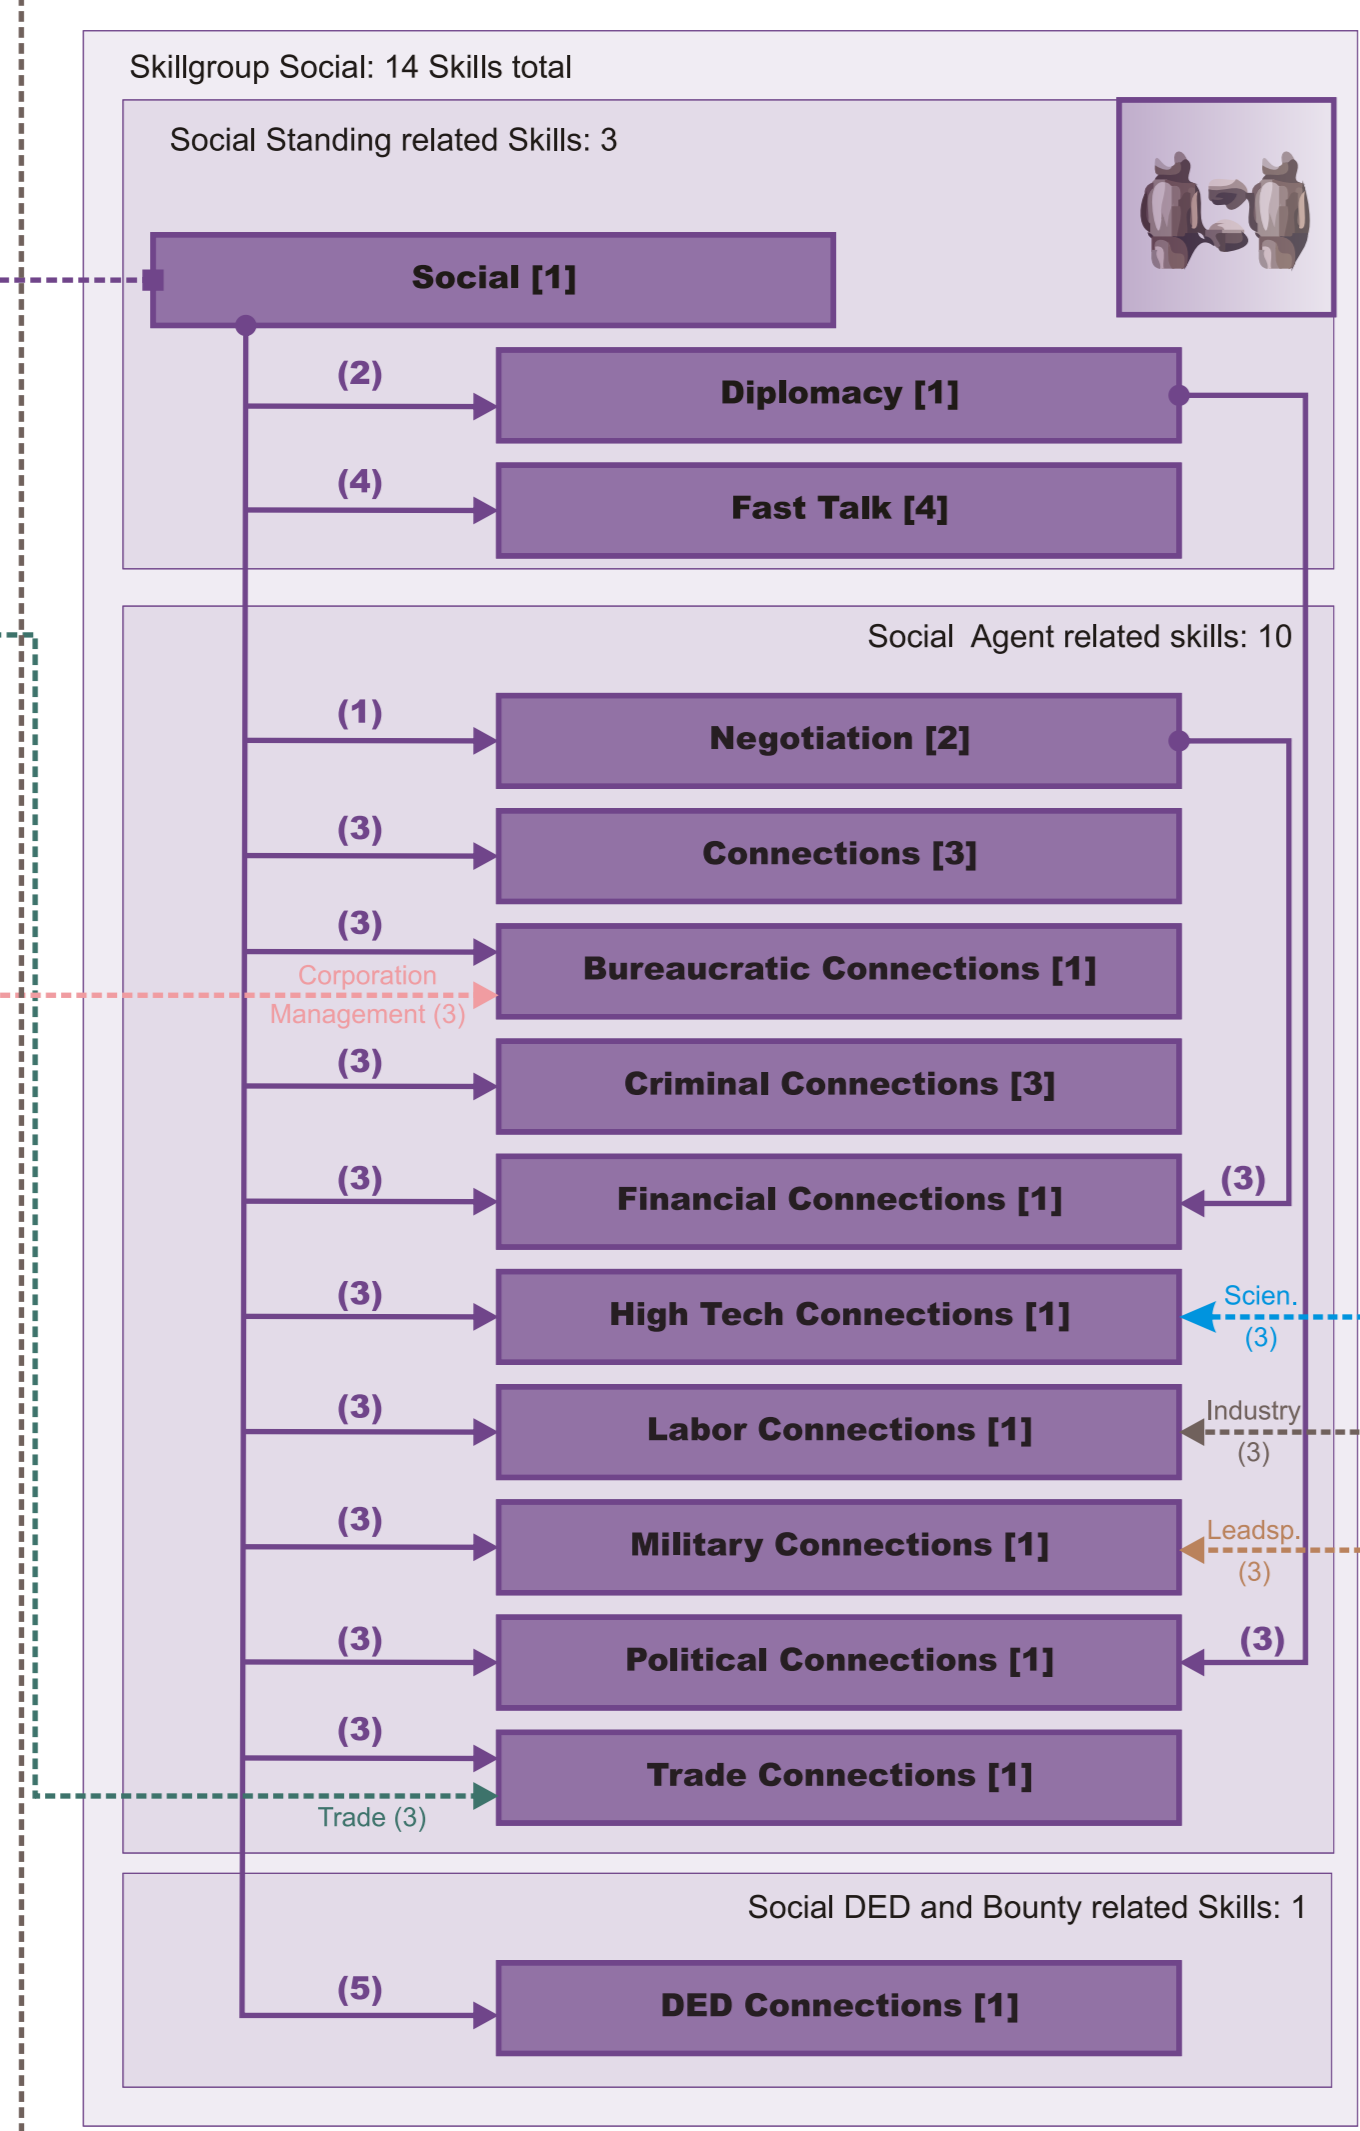 Skillgroup Social: 14 Skills total
Social Standing related Skills: 3
Social [1]
(2)
Diplomacy [1]
(4)
Fast Talk [4]
Social Agent related skills: 10
(1)
Negotiation [2]
(3)
Connections [3]
(3)
Bureaucratic Connections [1]
Corporation
Management (3)
(3)
Criminal Connections [3]
(3)
Financial Connections [1]
(3)
(3)
High Tech Connections [1]
Scien.
(3)
(3)
Labor Connections [1]
Industry
(3)
(3)
Military Connections [1]
Leadsp.
(3)
(3)
Political Connections [1]
(3)
(3)
Trade Connections [1]
Trade (3)
Social DED and Bounty related Skills: 1
(5)
DED Connections [1]